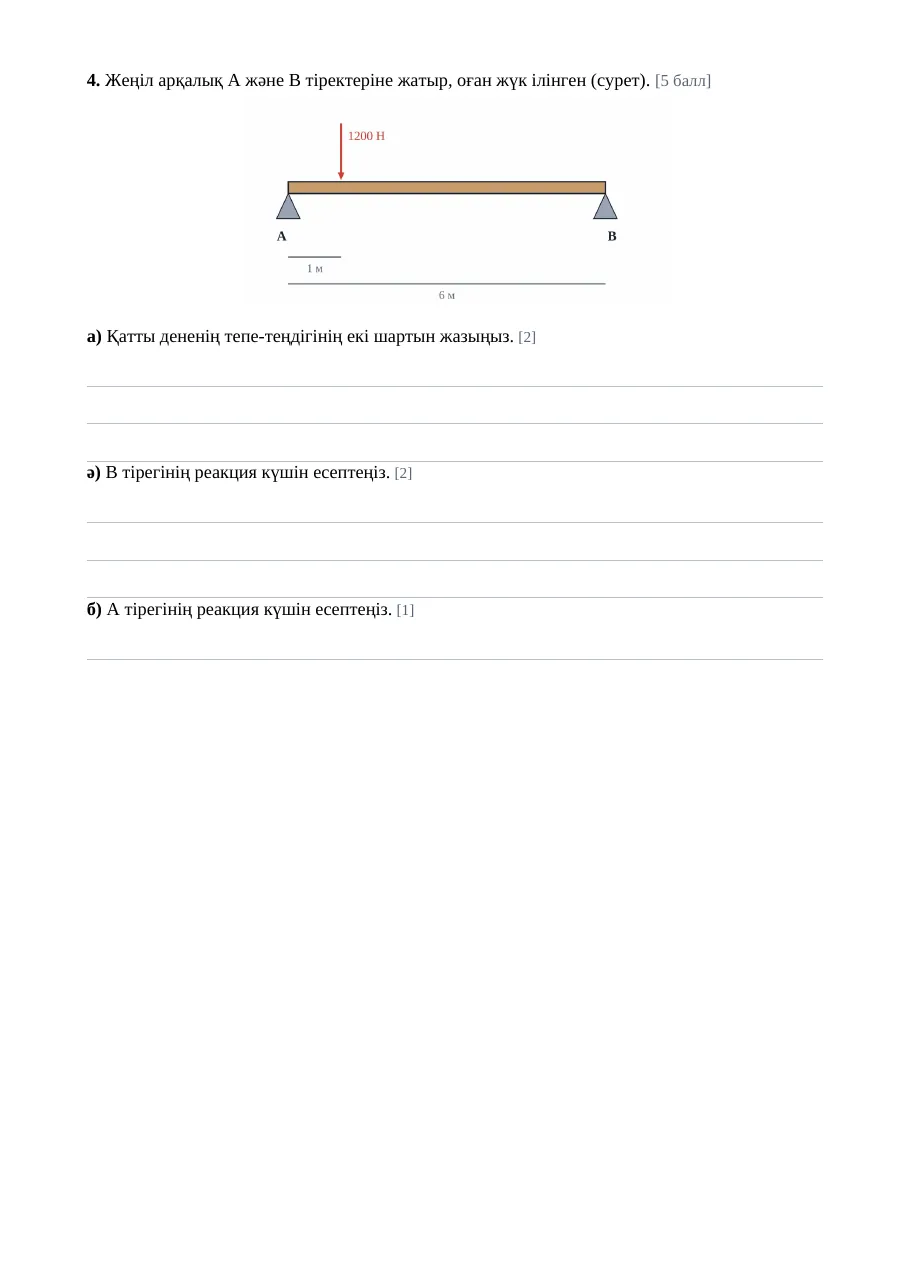 4. Жеңіл арқалық А және В тіректеріне жатыр, оған жүк ілінген (сурет). [5 балл]
1200 Н
А
В
1 м
6 м
а) Қатты дененің тепе-теңдігінің екі шартын жазыңыз. [2]
ә) В тірегінің реакция күшін есептеңіз. [2]
б) А тірегінің реакция күшін есептеңіз. [1]